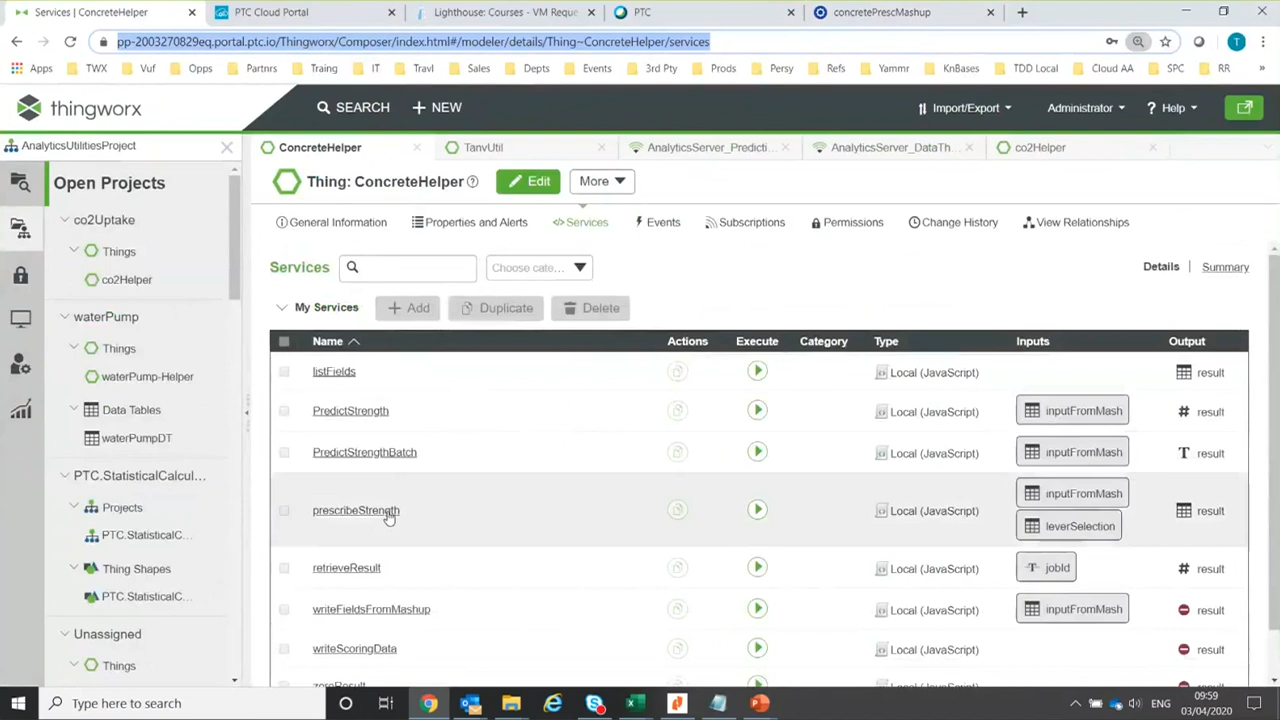 Services | ConcreteHelper
PTC Cloud Portal
Lighthouse: Courses - VM Reque
PTC
concretePrescMashup
pp-2003270829eq.portal.ptc.io/Thingworx/Composer/index.html#/modeler/details/Thing~ConcreteHelper/services
T
Apps TWX Vuf Opps Partnrs Traing IT Travl Sales Depts Events 3rd Pty Prods Persy Refs Yammr KnBases TDD Local Cloud AA SPC RR »
thingworx
SEARCH
NEW
Import/Export
Administrator
? Help
AnalyticsUtilitiesProject
ConcreteHelper
TanvUtil
AnalyticsServer_Predicti...
AnalyticsServer_DataTh...
co2Helper
Open Projects
co2Uptake
Things
co2Helper
waterPump
Things
waterPump-Helper
Data Tables
waterPumpDT
PTC.StatisticalCalcul...
Projects
PTC.StatisticalC...
Thing Shapes
PTC.StatisticalC...
Unassigned
Things
Thing: ConcreteHelper
Edit
More
General Information
Properties and Alerts
Services
Events
Subscriptions
Permissions
Change History
View Relationships
Services
Choose cate...
Details | Summary
My Services
Add
Duplicate
Delete
Name Actions Execute Category Type Inputs Output
listFields Local (JavaScript) result
PredictStrength Local (JavaScript) inputFromMash # result
PredictStrengthBatch Local (JavaScript) inputFromMash T result
prescribeStrength Local (JavaScript) inputFromMash leverSelection result
retrieveResult Local (JavaScript) T jobId # result
writeFieldsFromMashup Local (JavaScript) inputFromMash result
writeScoringData Local (JavaScript) result
zeroResult
Type here to search
ENG
09:59
03/04/2020